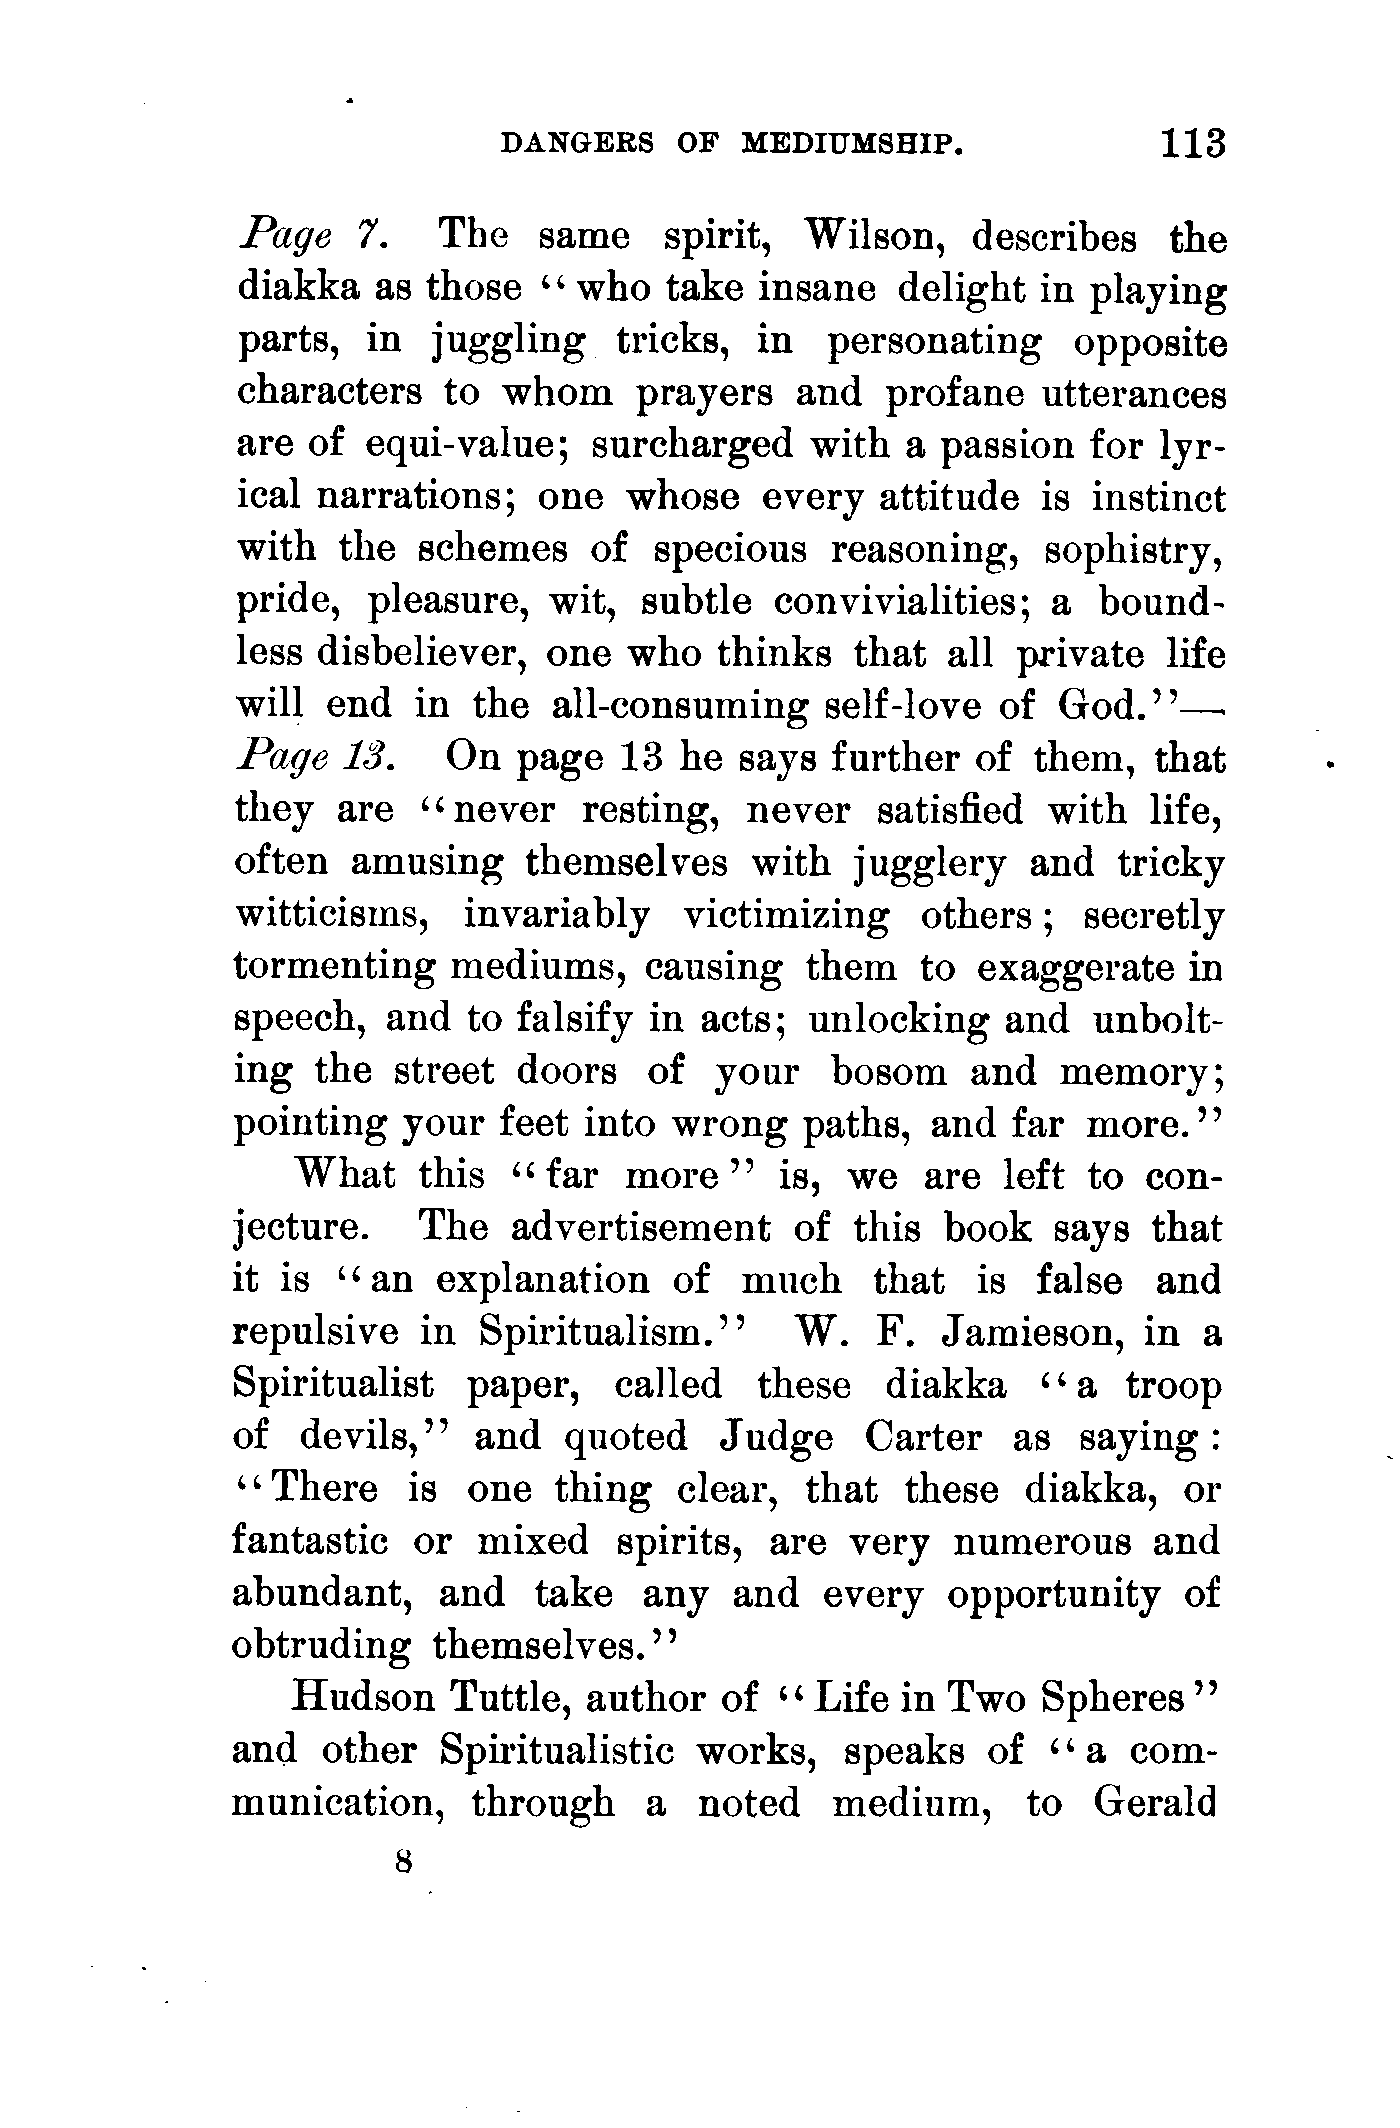 DANGERS OF MEDIUMSHIP. 113
Page 7. The same spirit, Wilson, describes the
diakka as those “who take insane delight in playing
parts, in juggling tricks, in personating opposite
characters to whom prayers and profane utterances
are of equi-value; surcharged with a passion for lyr-
ical narrations; one whose every attitude is instinct
with the schemes of specious reasoning, sophistry,
pride, pleasure, wit, subtle convivialities; a bound-
less disbeliever, one who thinks that all private life
will end in the all-consuming self-love of God.”—
Page 13. On page 13 he says further of them, that
they are “never resting, never satisfied with life,
often amusing themselves with jugglery and tricky
witticisms, invariably victimizing others; secretly
tormenting mediums, causing them to exaggerate in
speech, and to falsify in acts; unlocking and unbolt-
ing the street doors of your bosom and memory;
pointing your feet into wrong paths, and far more.”
What this “far more” is, we are left to con-
jecture. The advertisement of this book says that
it is “an explanation of much that is false and
repulsive in Spiritualism.” W. F. Jamieson, in a
Spiritualist paper, called these diakka “a troop
of devils,” and quoted Judge Carter as saying:
“There is one thing clear, that these diakka, or
fantastic or mixed spirits, are very numerous and
abundant, and take any and every opportunity of
obtruding themselves.”
Hudson Tuttle, author of “Life in Two Spheres”
and other Spiritualistic works, speaks of “a com-
munication, through a noted medium, to Gerald
8